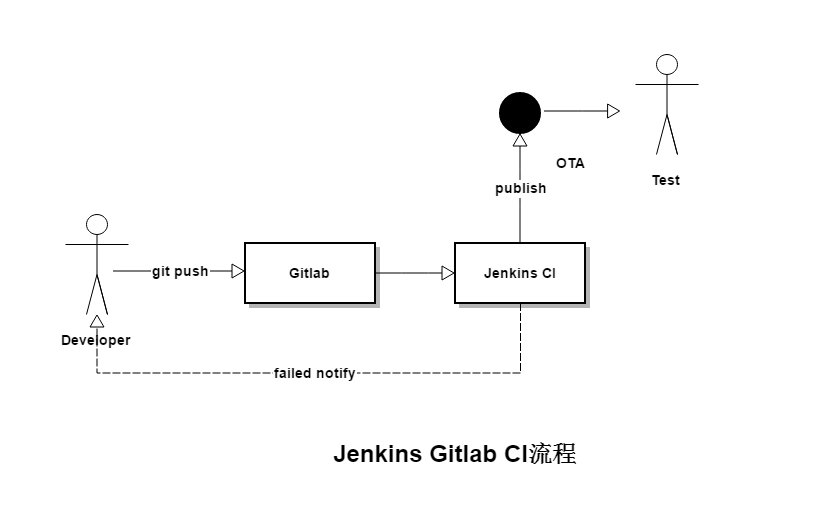 OTA
Test
publish
git push
Gitlab
Jenkins CI
Developer
failed notify
Jenkins Gitlab CI流程